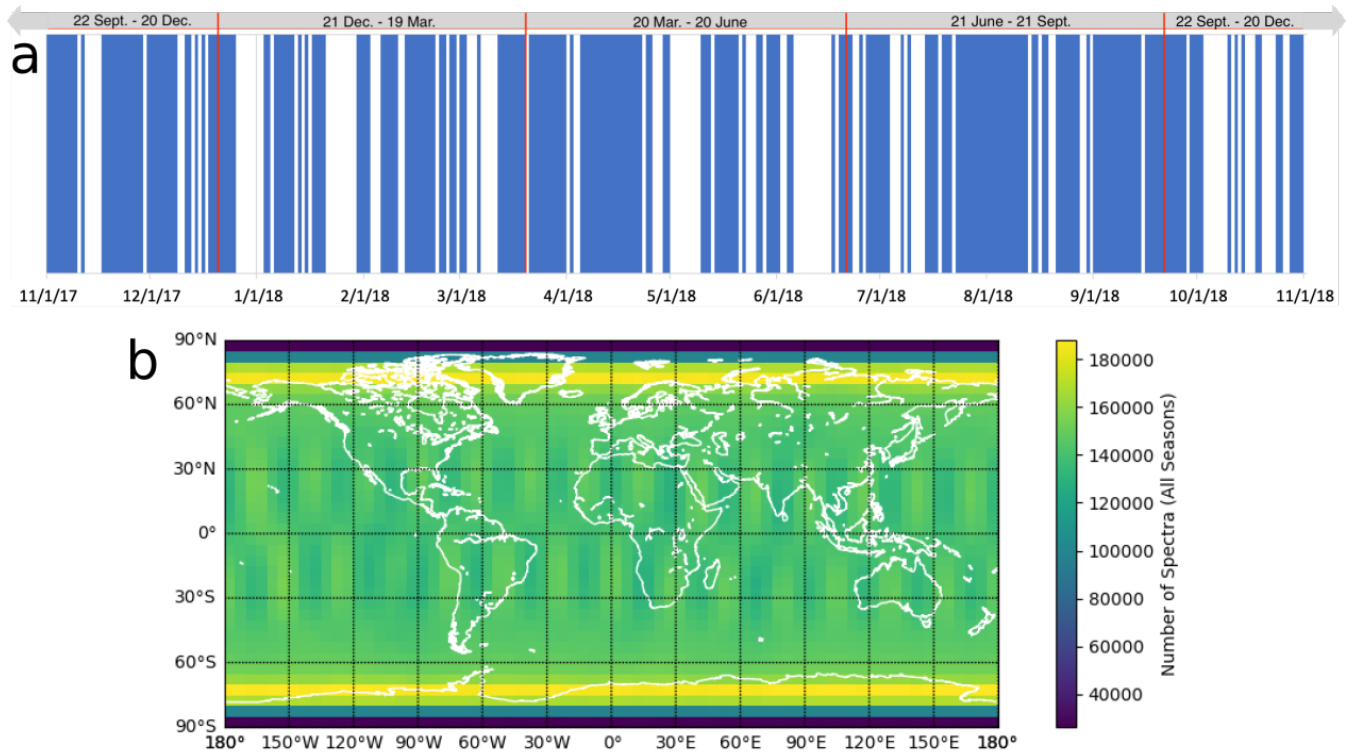 22 Sept. - 20 Dec. 21 Dec. - 19 Mar. 20 Mar. - 20 June 21 June - 21 Sept. 22 Sept. - 20 Dec.
a
11/1/17 12/1/17 1/1/18 2/1/18 3/1/18 4/1/18 5/1/18 6/1/18 7/1/18 8/1/18 9/1/18 10/1/18 11/1/18
b
90°N
60°N
30°N
0°
30°S
60°S
90°S
180° 150°W 120°W 90°W 60°W 30°W 0° 30°E 60°E 90°E 120°E 150°E 180°
180000
160000
140000
120000
100000
80000
60000
40000
Number of Spectra (All Seasons)